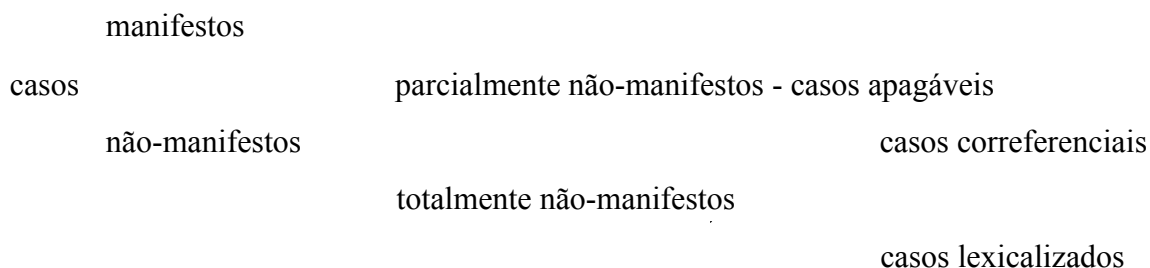 manifestos
casos parcialmente não-manifestos - casos apagáveis
não-manifestos casos correferenciais
totalmente não-manifestos
casos lexicalizados